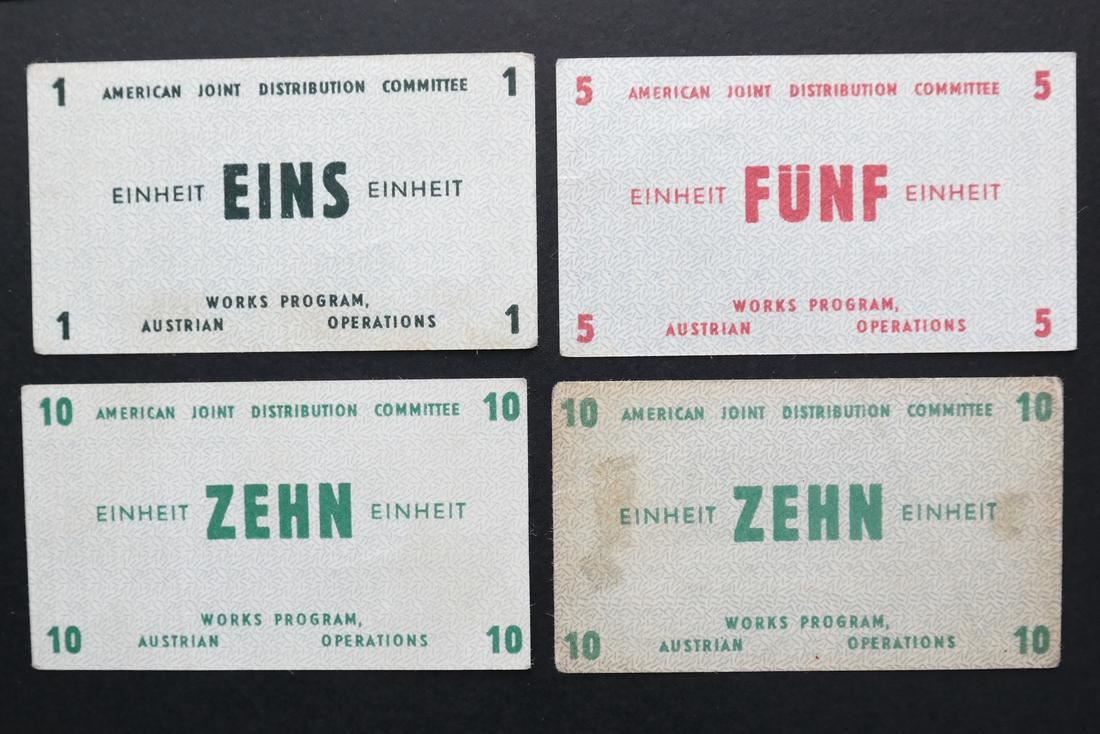 1 AMERICAN JOINT DISTRIBUTION COMMITTEE 1
EINHEIT EINS EINHEIT
WORKS PROGRAM,
1 AUSTRIAN OPERATIONS 1
5 AMERICAN JOINT DISTRIBUTION COMMITTEE 5
EINHEIT FÜNF EINHEIT
WORKS PROGRAM,
5 AUSTRIAN OPERATIONS 5
10 AMERICAN JOINT DISTRIBUTION COMMITTEE 10
EINHEIT ZEHN EINHEIT
WORKS PROGRAM,
10 AUSTRIAN OPERATIONS 10
10 AMERICAN JOINT DISTRIBUTION COMMITTEE 10
EINHEIT ZEHN EINHEIT
WORKS PROGRAM,
10 AUSTRIAN OPERATIONS 10